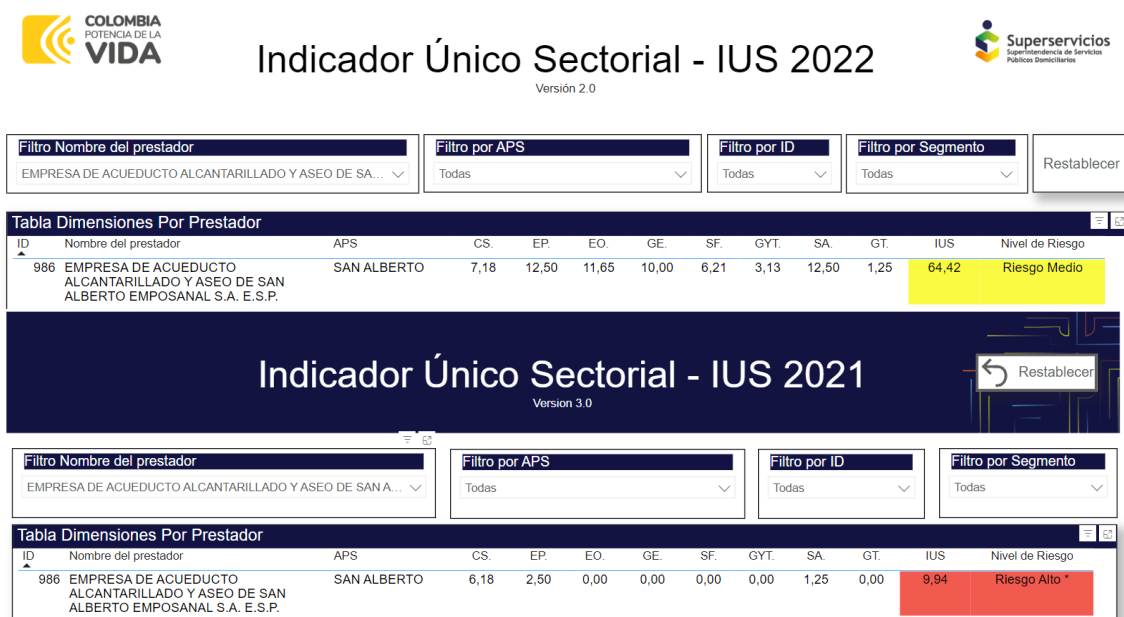 COLOMBIA
POTENCIA DE LA
VIDA
Indicador Único Sectorial - IUS 2022
Versión 2.0
Superservicios
Superintendencia de Servicios
Públicos Domiciliarios
Filtro Nombre del prestador
EMPRESA DE ACUEDUCTO ALCANTARILLADO Y ASEO DE SA...
Filtro por APS
Todas
Filtro por ID
Todas
Filtro por Segmento
Todas
Restablecer
Tabla Dimensiones Por Prestador
ID Nombre del prestador APS CS. EP. EO. GE. SF. GYT. SA. GT. IUS Nivel de Riesgo
986 EMPRESA DE ACUEDUCTO SAN ALBERTO 7,18 12,50 11,65 10,00 6,21 3,13 12,50 1,25 64,42 Riesgo Medio
ALCANTARILLADO Y ASEO DE SAN
ALBERTO EMPOSANAL S.A. E.S.P.
Indicador Único Sectorial - IUS 2021
Version 3.0
Restablecer
Filtro Nombre del prestador
EMPRESA DE ACUEDUCTO ALCANTARILLADO Y ASEO DE SAN A...
Filtro por APS
Todas
Filtro por ID
Todas
Filtro por Segmento
Todas
Tabla Dimensiones Por Prestador
ID Nombre del prestador APS CS. EP. EO. GE. SF. GYT. SA. GT. IUS Nivel de Riesgo
986 EMPRESA DE ACUEDUCTO SAN ALBERTO 6,18 2,50 0,00 0,00 0,00 0,00 1,25 0,00 9,94 Riesgo Alto *
ALCANTARILLADO Y ASEO DE SAN
ALBERTO EMPOSANAL S.A. E.S.P.